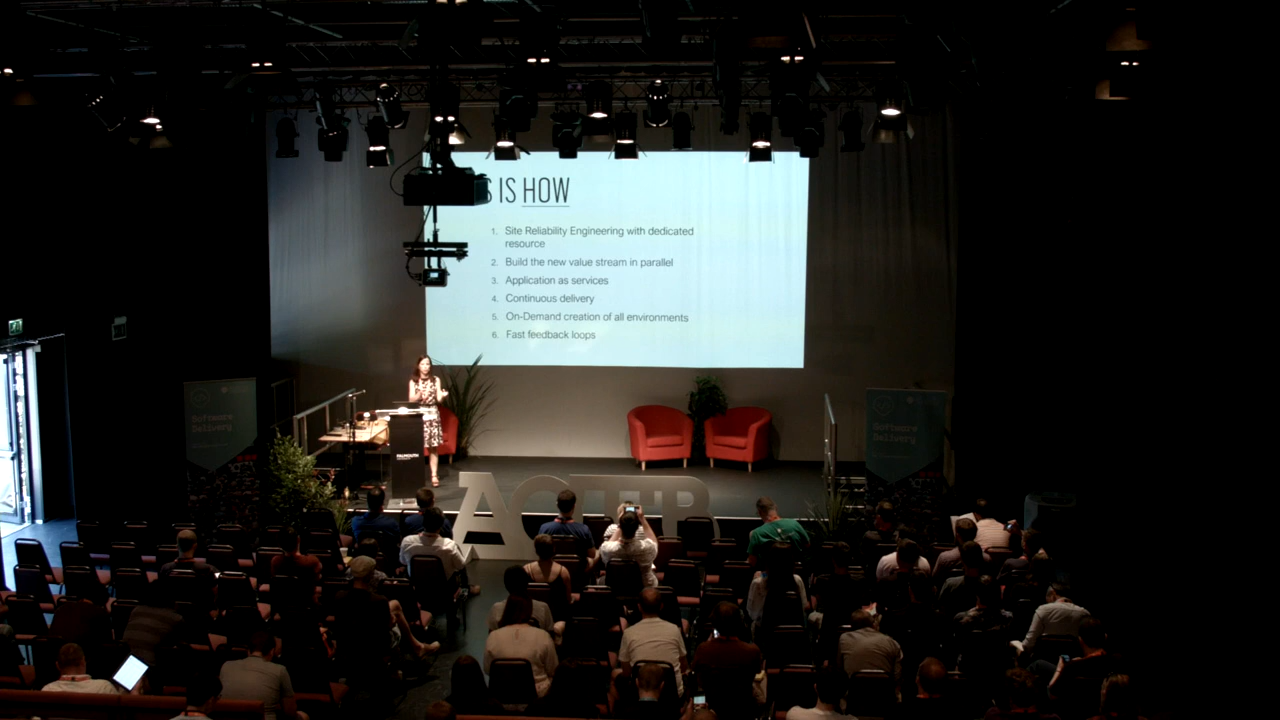 S IS HOW
1. Site Reliability Engineering with dedicated
resource
2. Build the new value stream in parallel
3. Application as services
4. Continuous delivery
5. On-Demand creation of all environments
6. Fast feedback loops
Software
Delivery
Software
Delivery
FALMOUTH